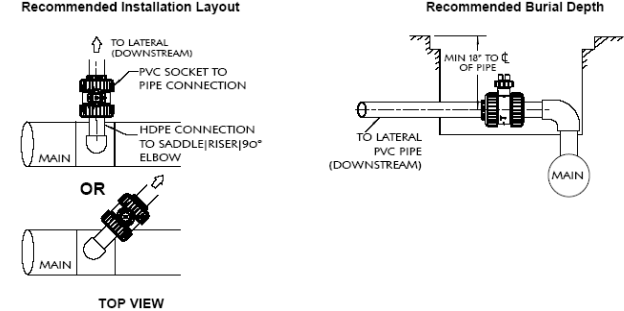 Recommended Installation Layout
TO LATERAL
(DOWNSTREAM)
PVC SOCKET TO
PIPE CONNECTION
HDPE CONNECTION
TO SADDLE|RISER|90°
ELBOW
MAIN
OR
MAIN
TOP VIEW
Recommended Burial Depth
MIN 18" TO ℄
OF PIPE
TO LATERAL
PVC PIPE
(DOWNSTREAM)
MAIN